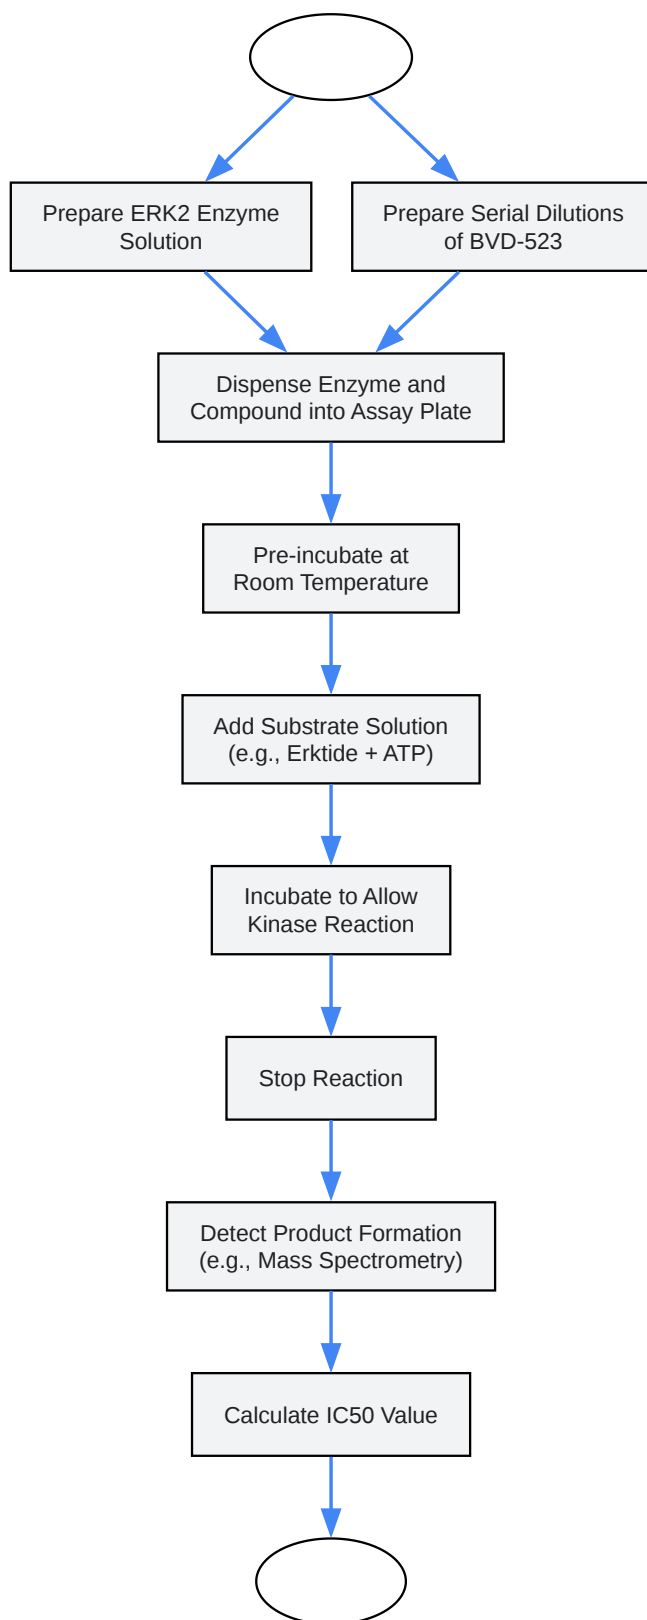 Prepare ERK2 Enzyme
Solution
Prepare Serial Dilutions
of BVD-523
Dispense Enzyme and
Compound into Assay Plate
Pre-incubate at
Room Temperature
Add Substrate Solution
(e.g., Erktide + ATP)
Incubate to Allow
Kinase Reaction
Stop Reaction
Detect Product Formation
(e.g., Mass Spectrometry)
Calculate IC50 Value